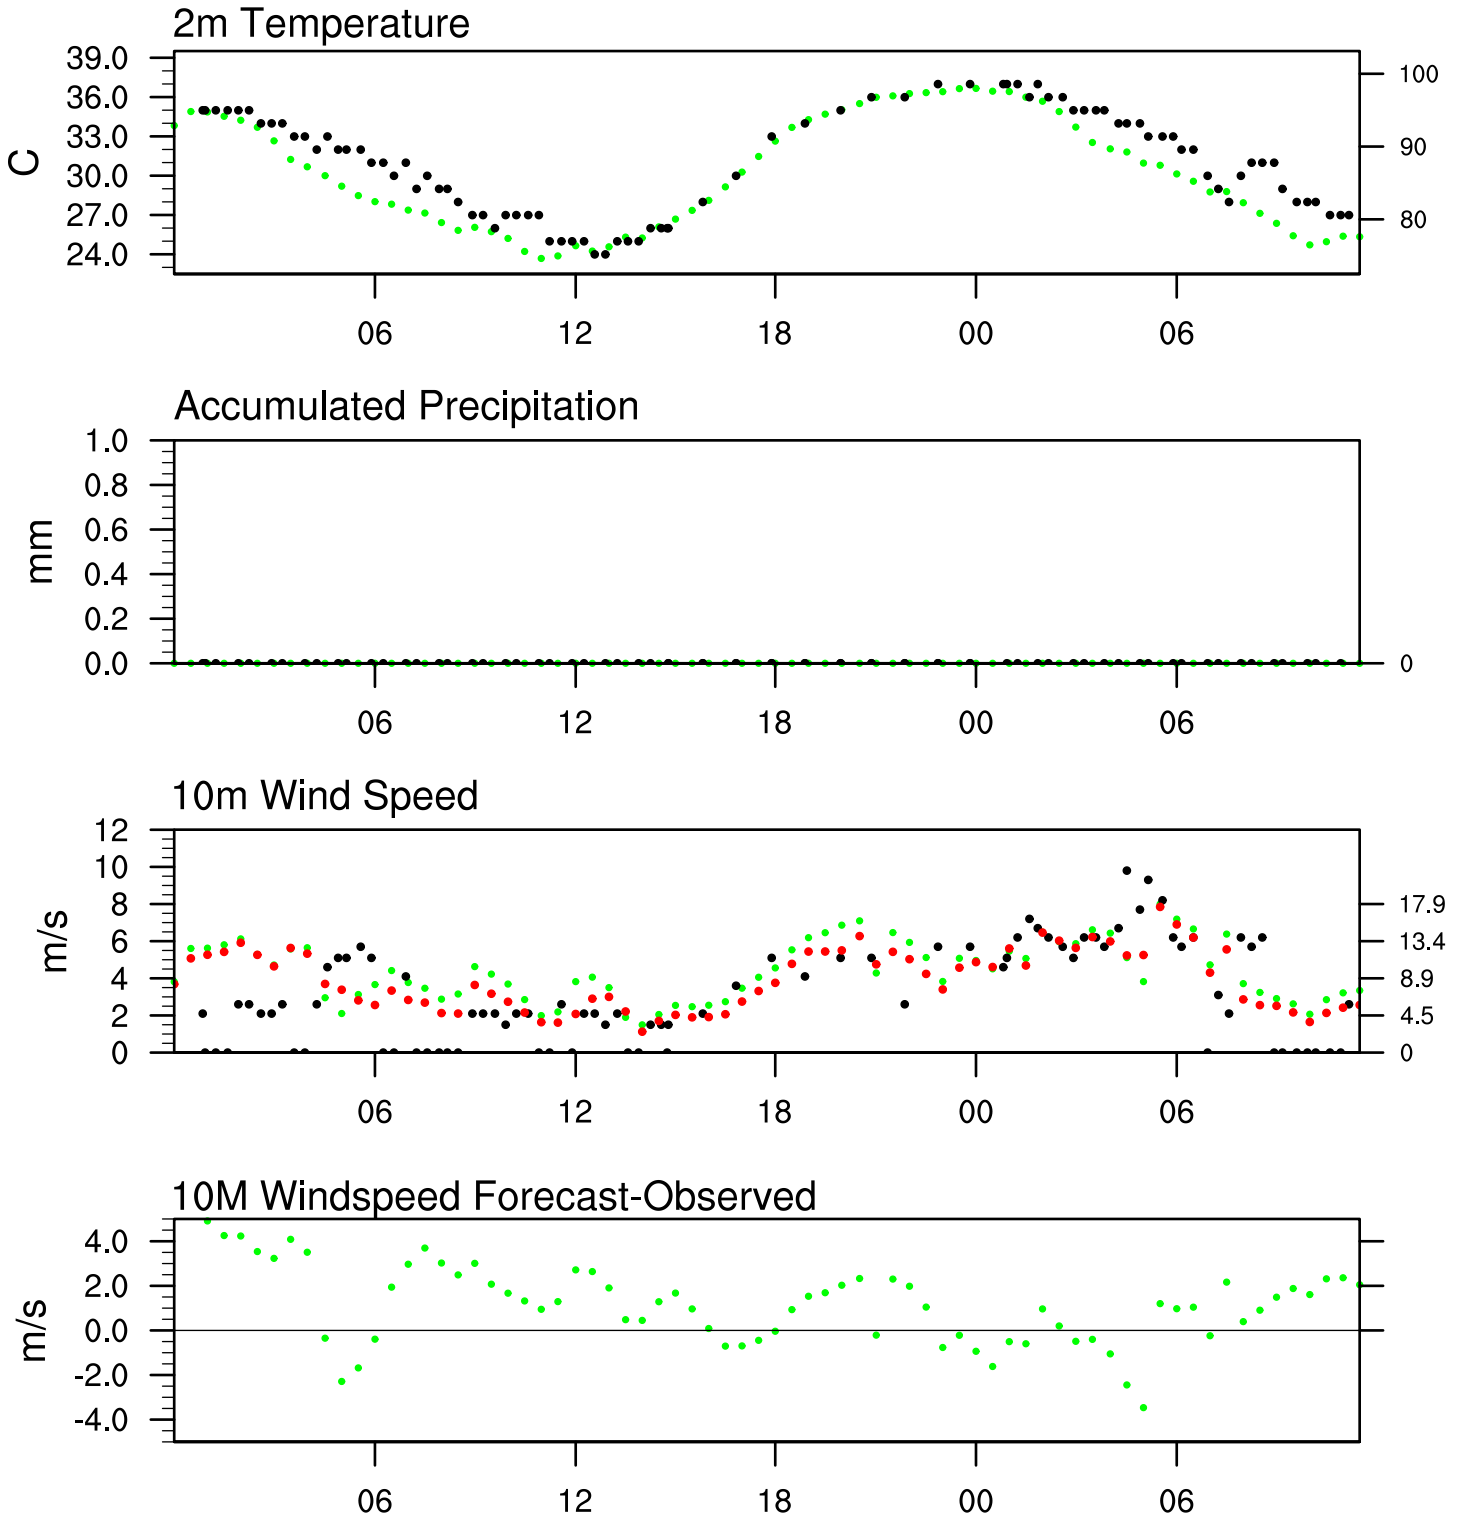 2m Temperature
39.0
36.0
33.0
30.0
27.0
24.0
C
100
90
80
06 12 18 00 06
Accumulated Precipitation
1.0
0.8
0.6
0.4
0.2
0.0
mm
0
06 12 18 00 06
10m Wind Speed
12
10
8
6
4
2
0
m/s
17.9
13.4
8.9
4.5
0
06 12 18 00 06
10M Windspeed Forecast-Observed
4.0
2.0
0.0
-2.0
-4.0
m/s
06 12 18 00 06